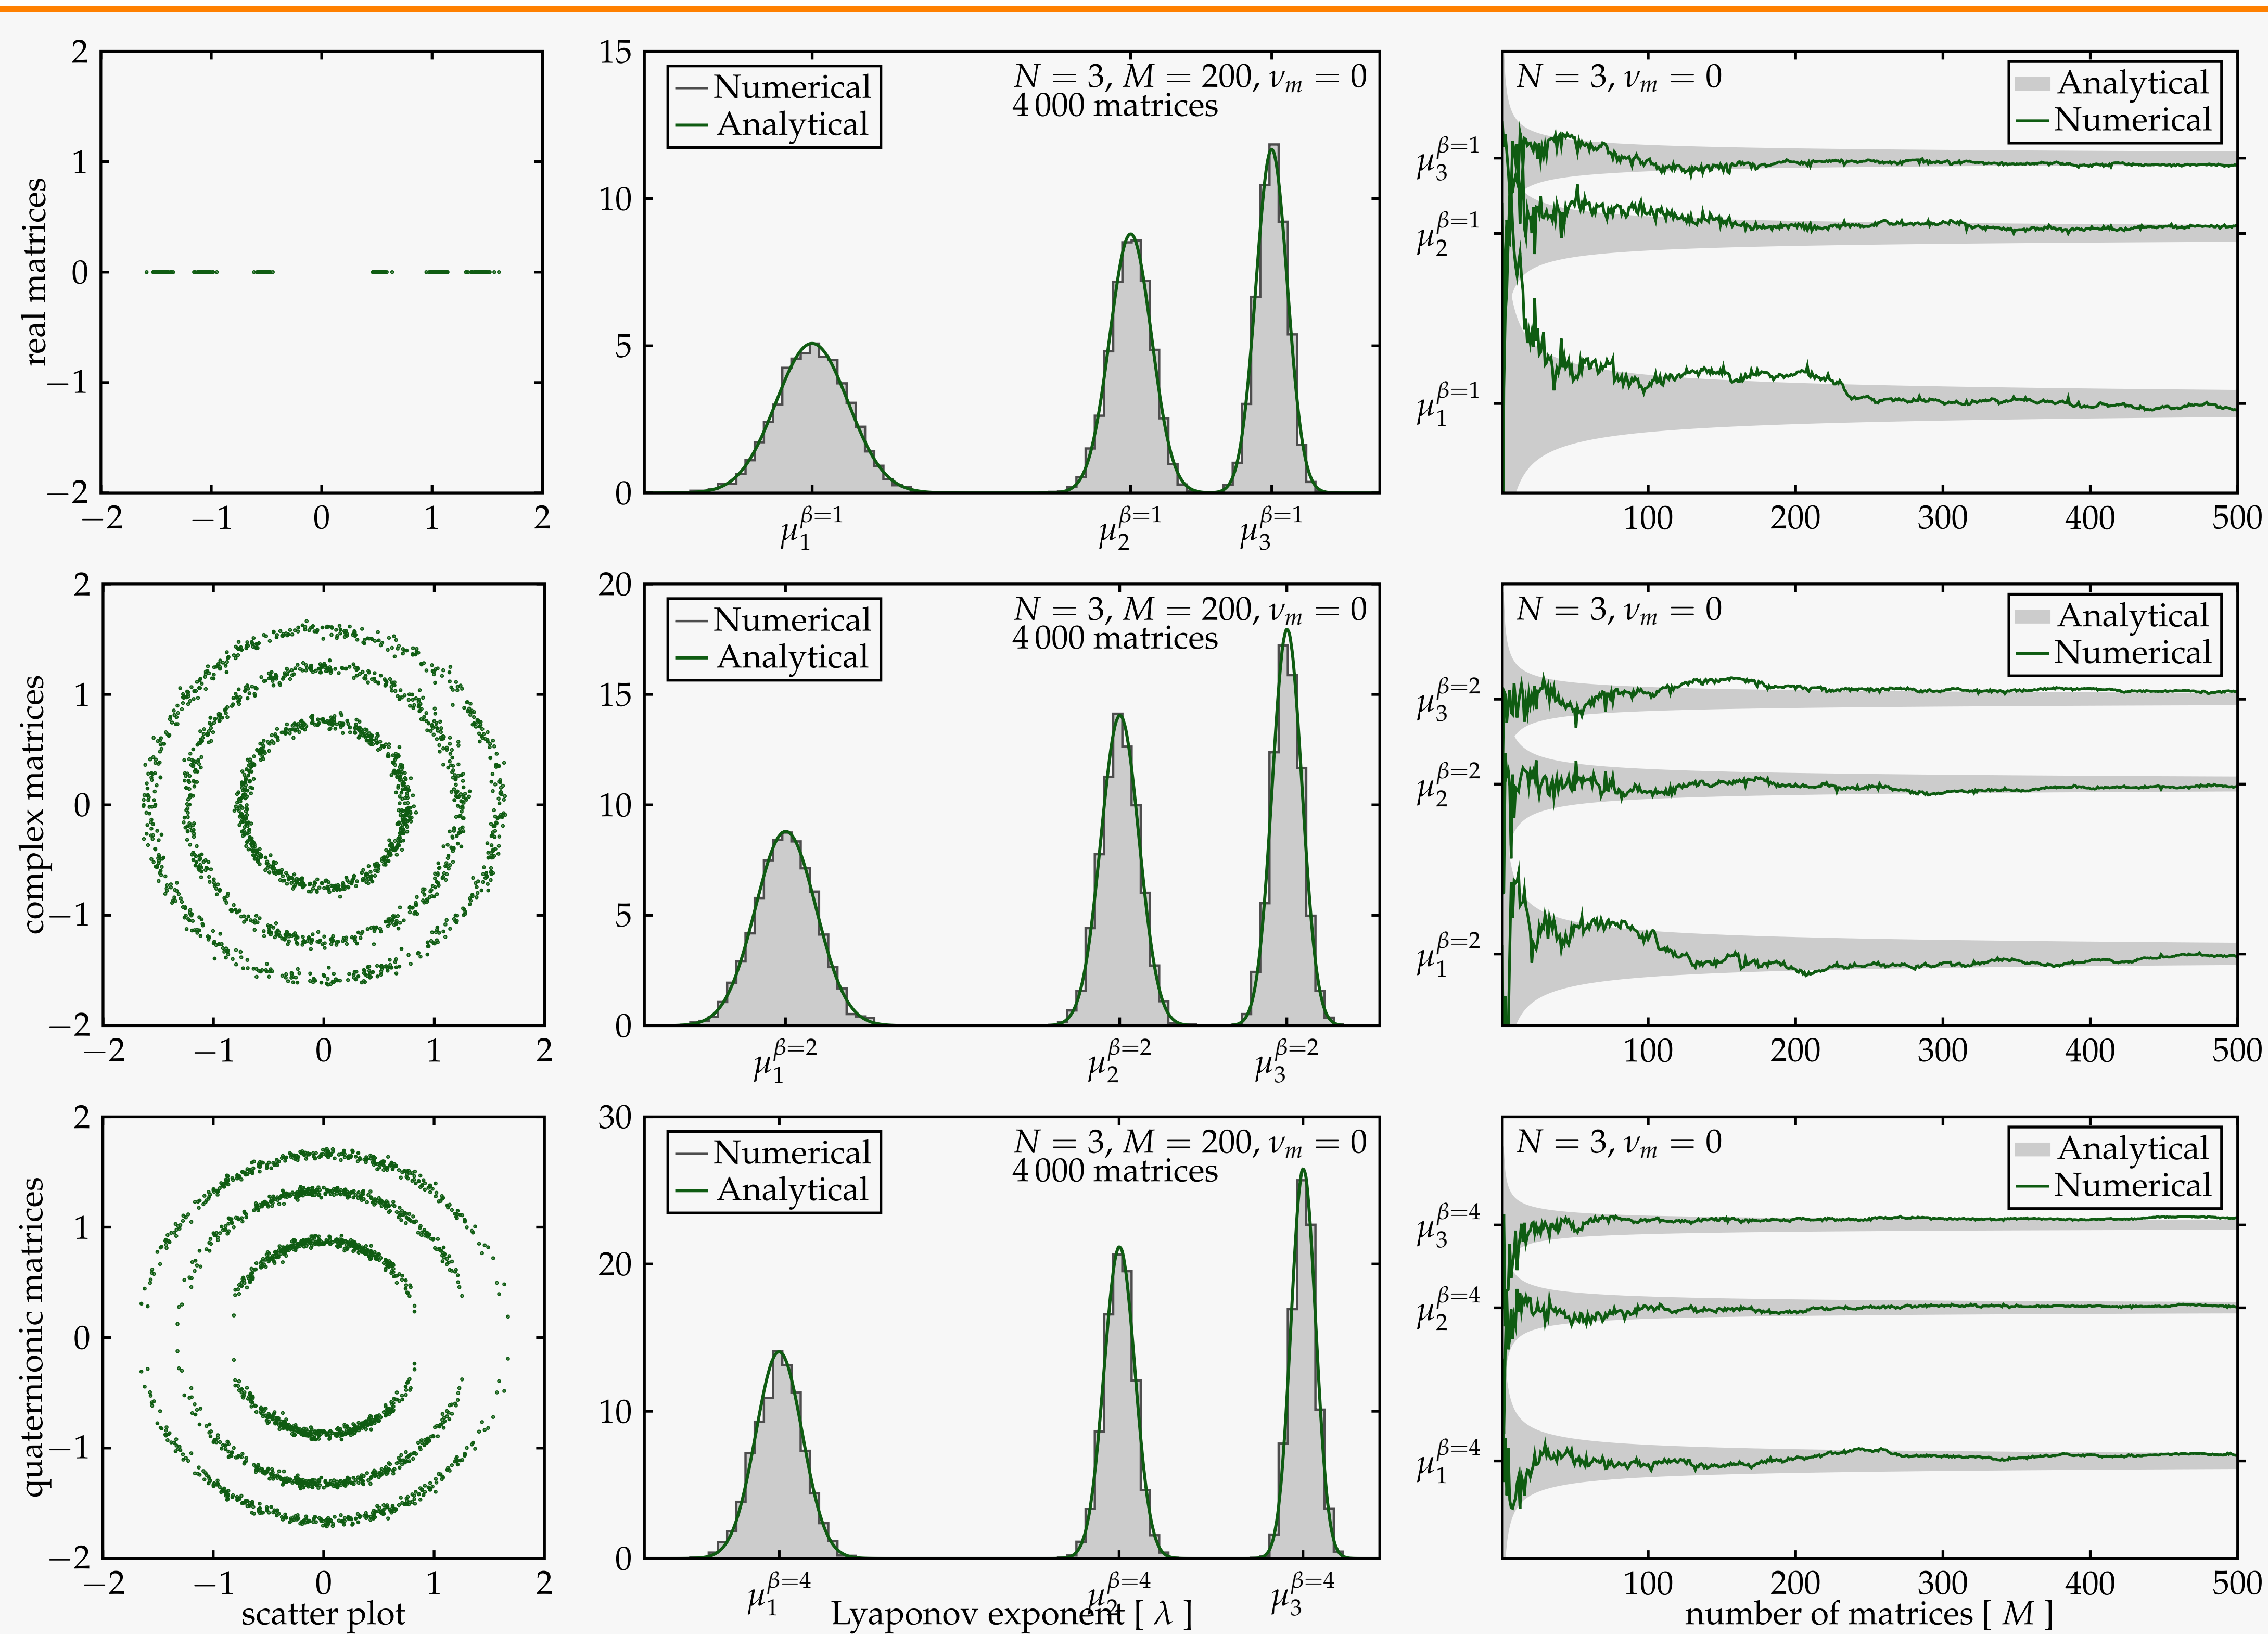 real matrices
2
1
0
−1
−2
−2 −1 0 1 2
15
10
5
0
Numerical
Analytical
N = 3, M = 200, ν_m = 0
4 000 matrices
μ_1^{β=1} μ_2^{β=1} μ_3^{β=1}
N = 3, ν_m = 0
Analytical
Numerical
μ_3^{β=1}
μ_2^{β=1}
μ_1^{β=1}
100 200 300 400 500
complex matrices
2
1
0
−1
−2
−2 −1 0 1 2
20
15
10
5
0
Numerical
Analytical
N = 3, M = 200, ν_m = 0
4 000 matrices
μ_1^{β=2} μ_2^{β=2} μ_3^{β=2}
N = 3, ν_m = 0
Analytical
Numerical
μ_3^{β=2}
μ_2^{β=2}
μ_1^{β=2}
100 200 300 400 500
quaternionic matrices
2
1
0
−1
−2
−2 −1 0 1 2
scatter plot
30
20
10
0
Numerical
Analytical
N = 3, M = 200, ν_m = 0
4 000 matrices
μ_1^{β=4} μ_2^{β=4} μ_3^{β=4}
Lyaponov exponent [ λ ]
N = 3, ν_m = 0
Analytical
Numerical
μ_3^{β=4}
μ_2^{β=4}
μ_1^{β=4}
100 200 300 400 500
number of matrices [ M ]